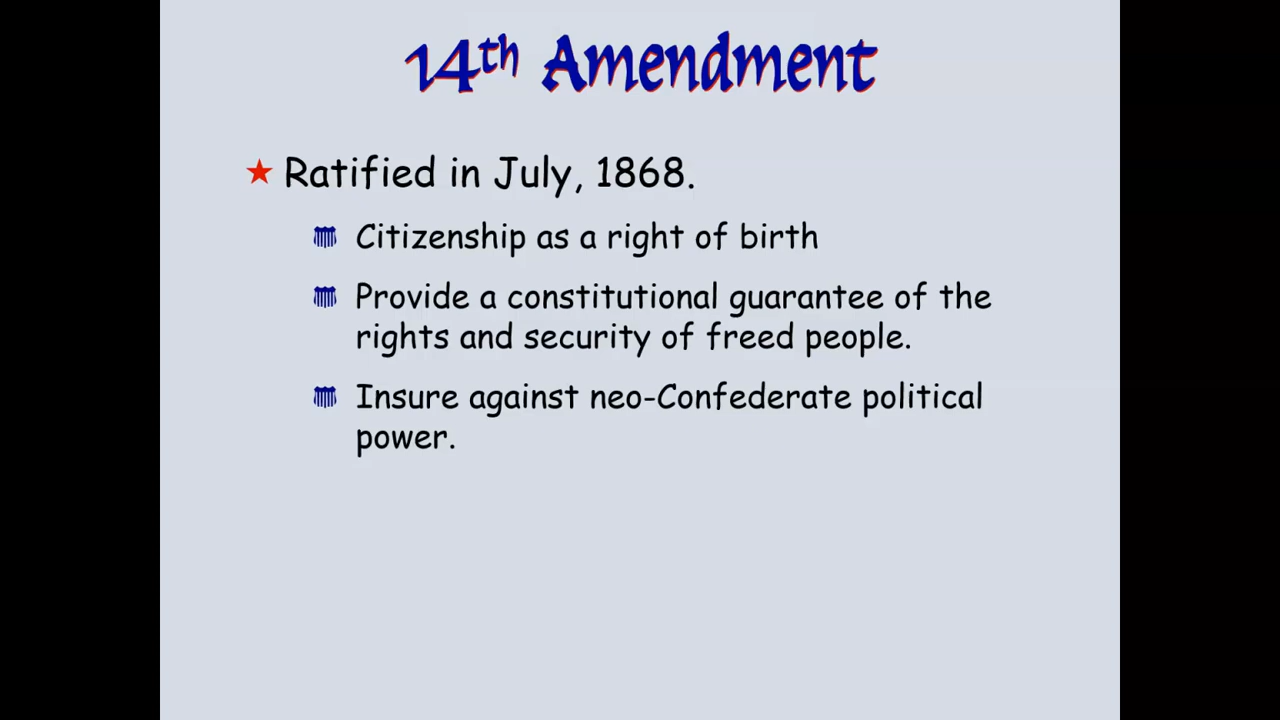 14th Amendment
Ratified in July, 1868.
Citizenship as a right of birth
Provide a constitutional guarantee of the
rights and security of freed people.
Insure against neo-Confederate political
power.